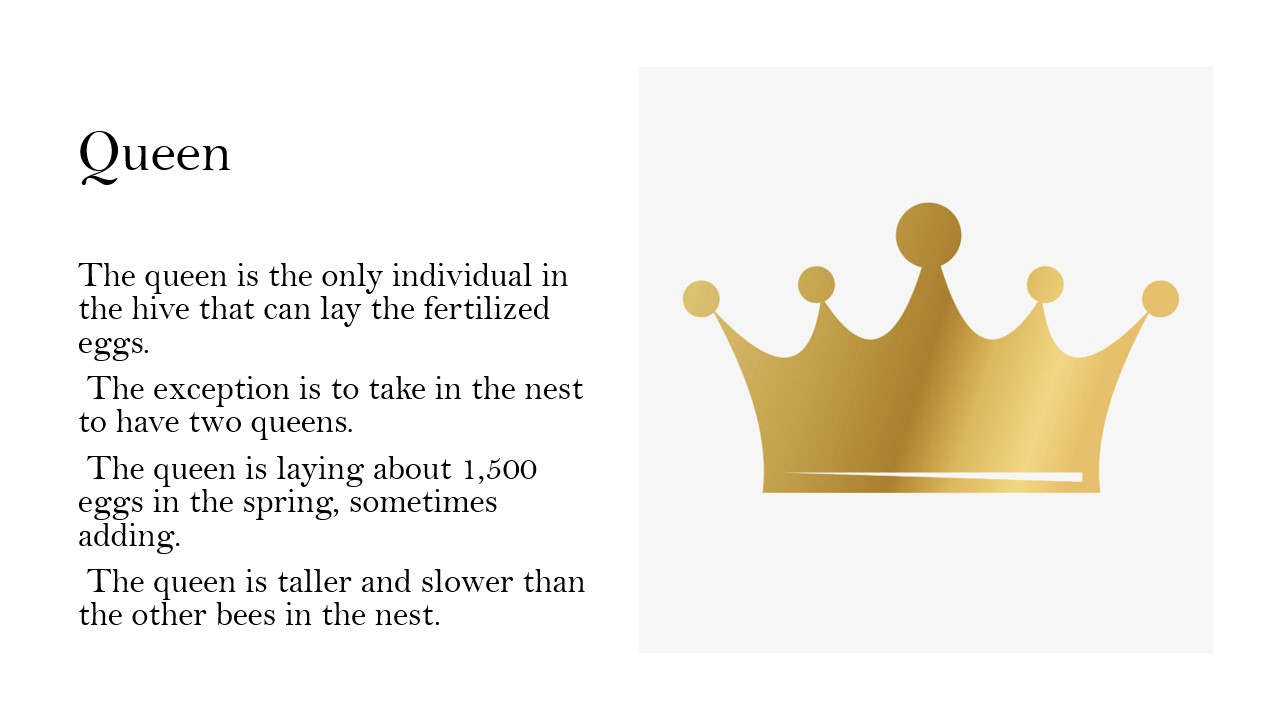 Queen
The queen is the only individual in
the hive that can lay the fertilized
eggs.
The exception is to take in the nest
to have two queens.
The queen is laying about 1,500
eggs in the spring, sometimes
adding.
The queen is taller and slower than
the other bees in the nest.